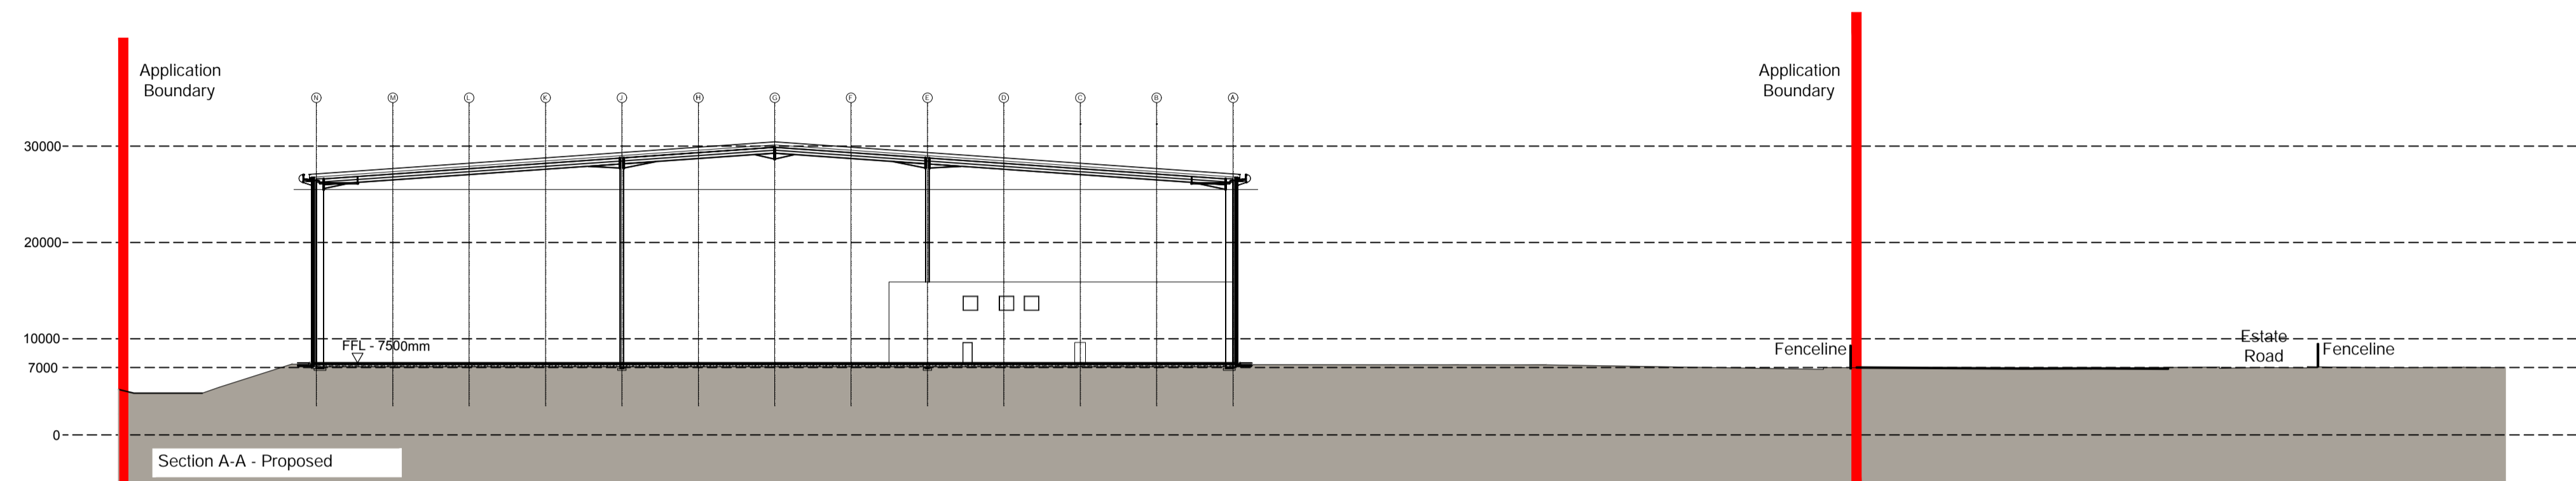 Application
Boundary
Application
Boundary
N M L K J H G F E D C B A
30000
20000
10000
FFL - 7500mm
7000
Fenceline
Estate
Road
Fenceline
0
Section A-A - Proposed